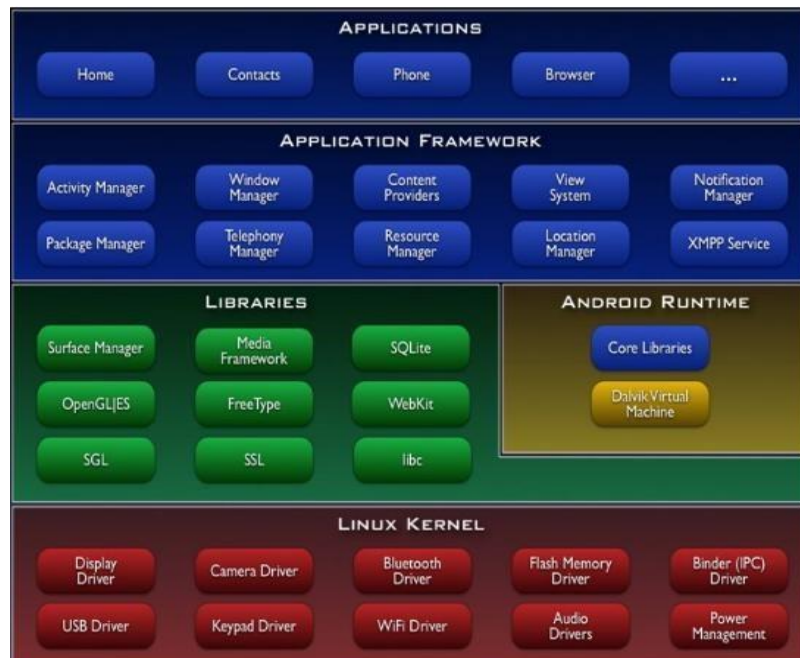 APPLICATIONS
Home Contacts Phone Browser ...
APPLICATION FRAMEWORK
Activity Manager
Window
Manager
Content
Providers
View
System
Notification
Manager
Package Manager
Telephony
Manager
Resource
Manager
Location
Manager
XMPP Service
LIBRARIES
Surface Manager
Media
Framework
SQLite
OpenGL|ES
FreeType
WebKit
SGL
SSL
libc
ANDROID RUNTIME
Core Libraries
Dalvik Virtual
Machine
LINUX KERNEL
Display
Driver
Camera Driver
Bluetooth
Driver
Flash Memory
Driver
Binder (IPC)
Driver
USB Driver
Keypad Driver
WiFi Driver
Audio
Drivers
Power
Management